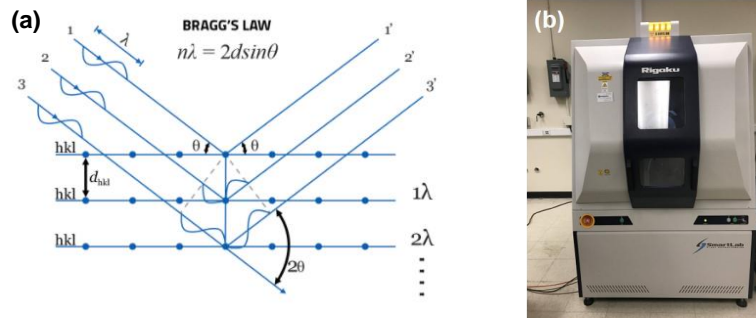 (a)
BRAGG'S LAW
nλ = 2dsinθ
1
λ
2
3
1'
2'
3'
hkl
θ
θ
d_hkl
hkl
1λ
hkl
2λ
2θ
(b)
Rigaku
SmartLab